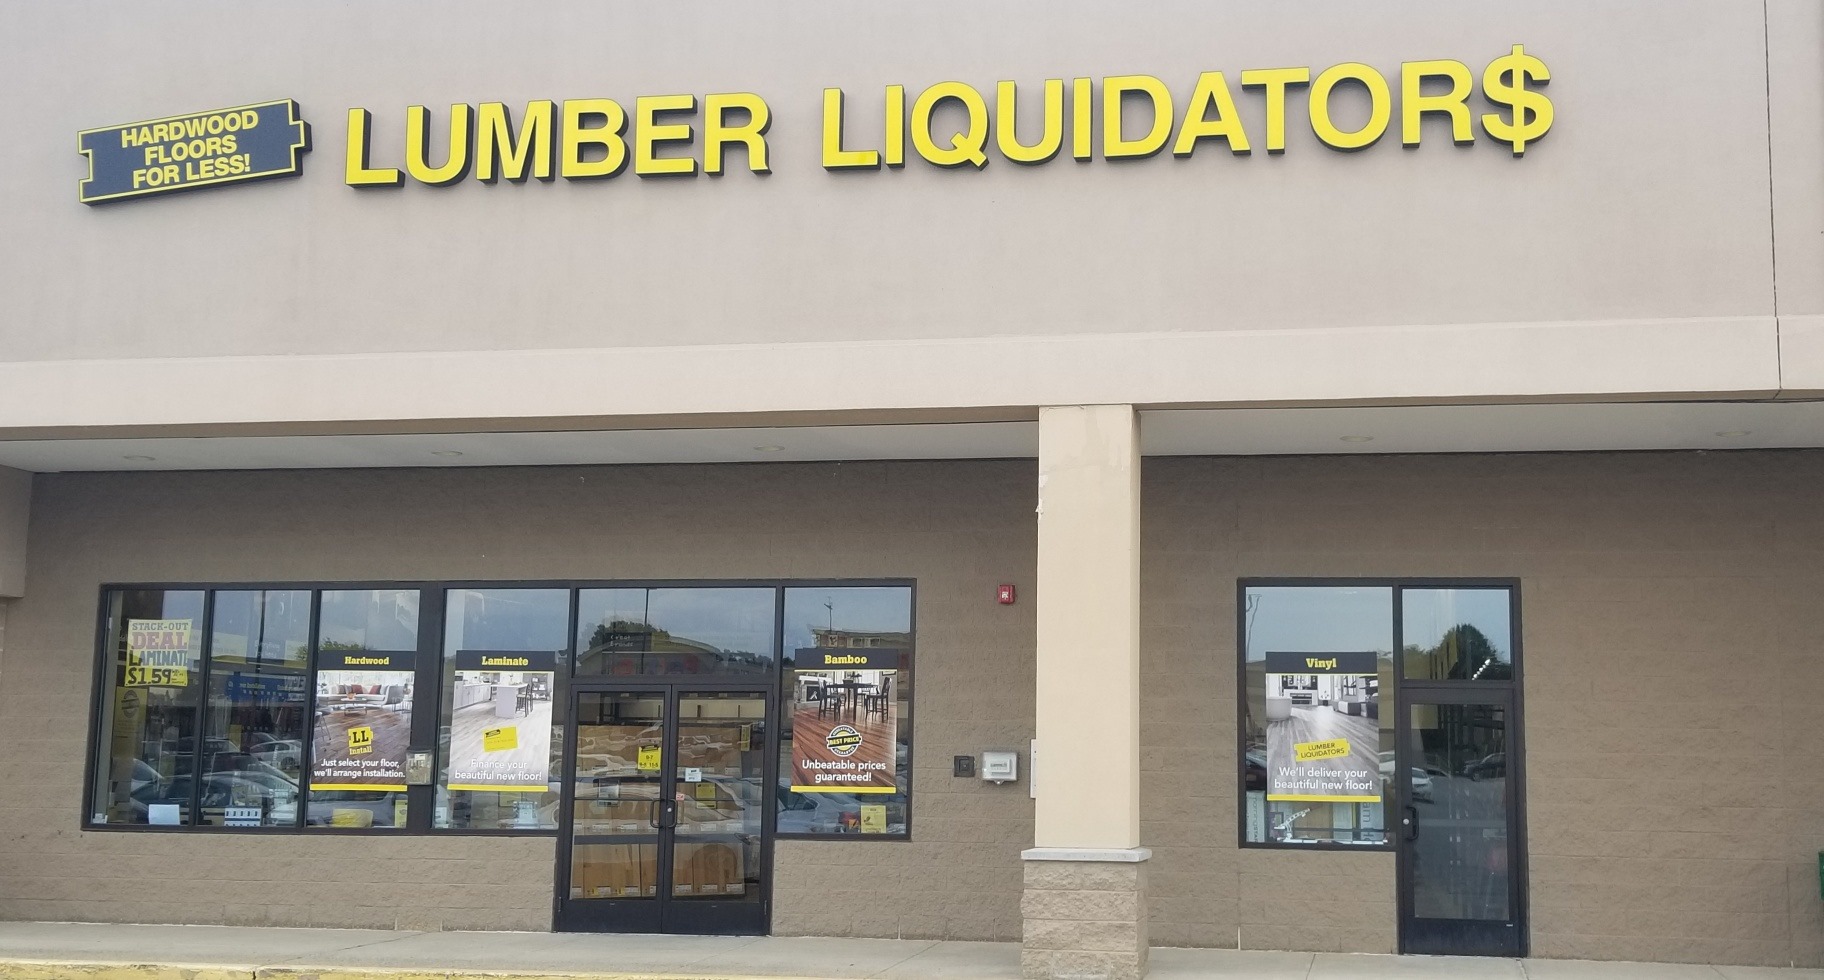 HARDWOOD
FLOORS
FOR LESS!
LUMBER LIQUIDATOR$
STACK-OUT
DEAL
LAMINATE
$1.59
Hardwood
LL
Install
Just select your floor,
we'll arrange installation.
Laminate
Finance your
beautiful new floor!
Bamboo
BEST PRICE
Unbeatable prices
guaranteed!
Vinyl
LUMBER
LIQUIDATORS
We'll deliver your
beautiful new floor!